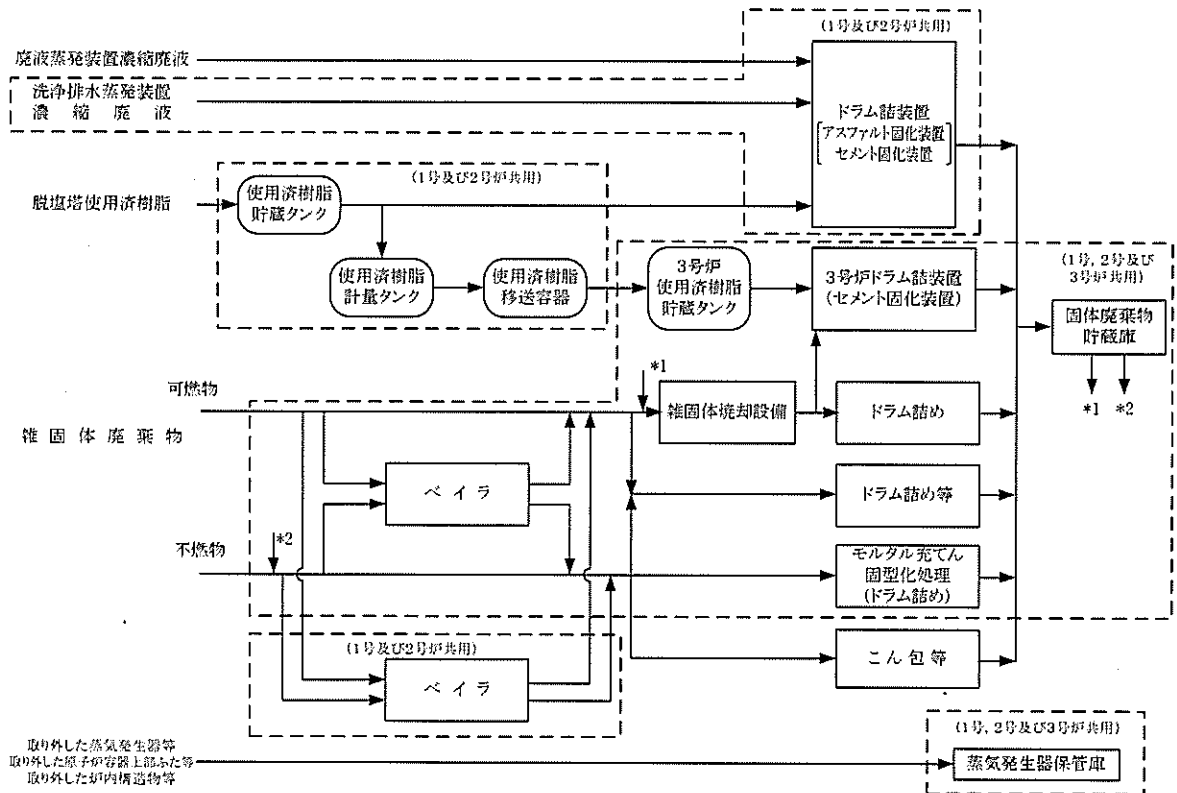 (1号及び2号炉共用)
廃液蒸発装置濃縮廃液
洗浄排水蒸発装置
濃縮廃液
ドラム詰装置
アスファルト固化装置
セメント固化装置
(1号及び2号炉共用)
脱塩塔使用済樹脂
使用済樹脂
貯蔵タンク
使用済樹脂
計量タンク
使用済樹脂
移送容器
3号炉
使用済樹脂
貯蔵タンク
3号炉ドラム詰装置
(セメント固化装置)
(1号, 2号及び
3号炉共用)
固体廃棄物
貯蔵庫
*1
*2
可燃物
*1
雑固体焼却設備
ドラム詰め
雑固体廃棄物
ベイラ
ドラム詰め等
不燃物
*2
モルタル充てん
固型化処理
(ドラム詰め)
(1号及び2号炉共用)
ベイラ
こん包等
取り外した蒸気発生器等
取り外した原子炉容器上部ふた等
取り外した炉内構造物等
(1号, 2号及び3号炉共用)
蒸気発生器保管庫